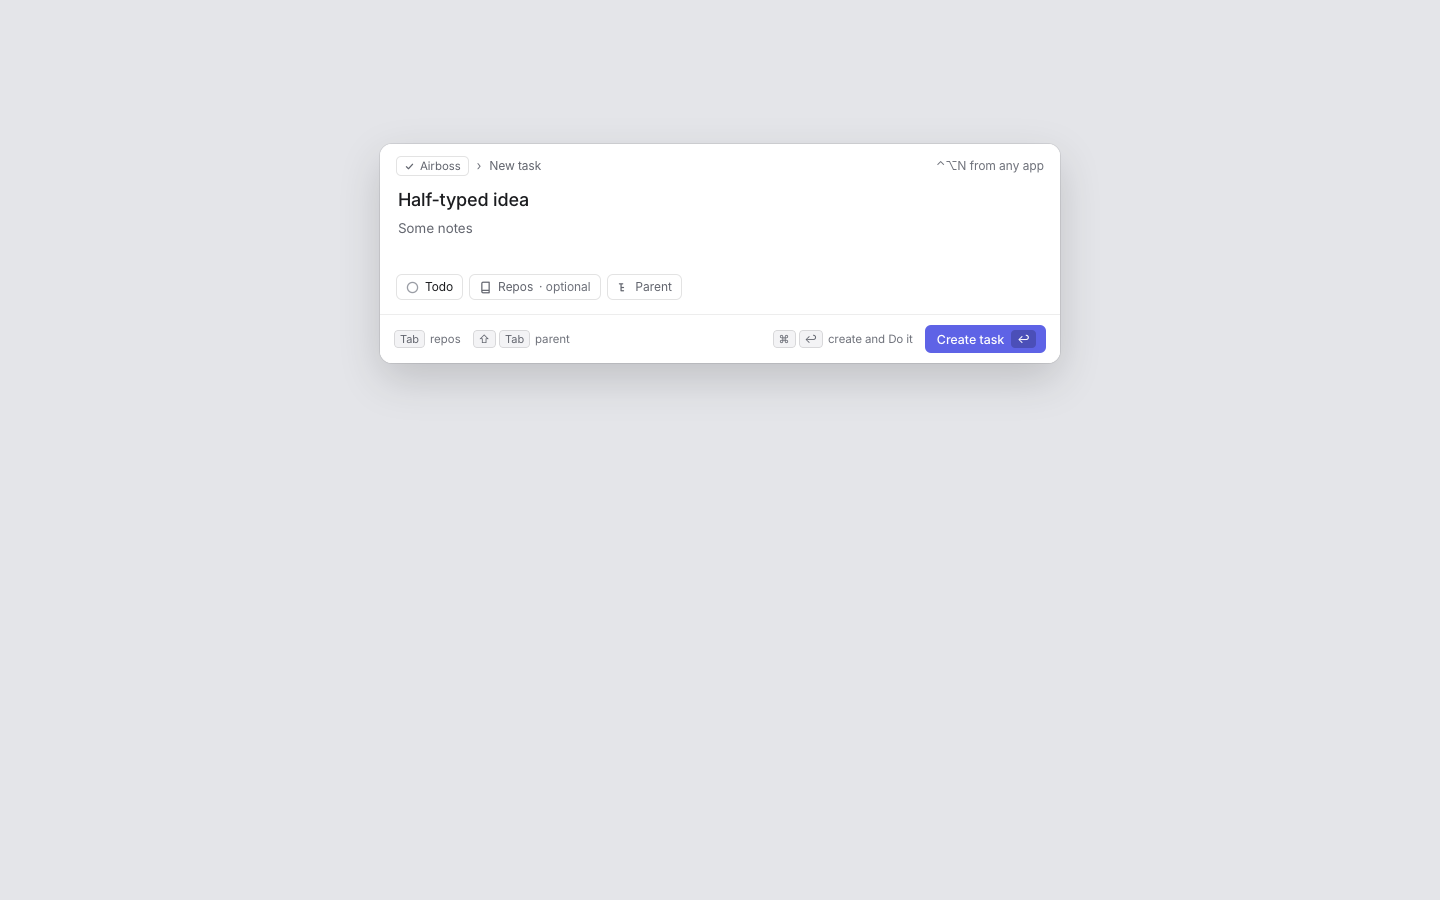 Airboss › New task ^⌥N from any app
Half-typed idea
Some notes
Todo Repos · optional Parent
Tab repos ⇧ Tab parent ⌘ ↩ create and Do it Create task ↩